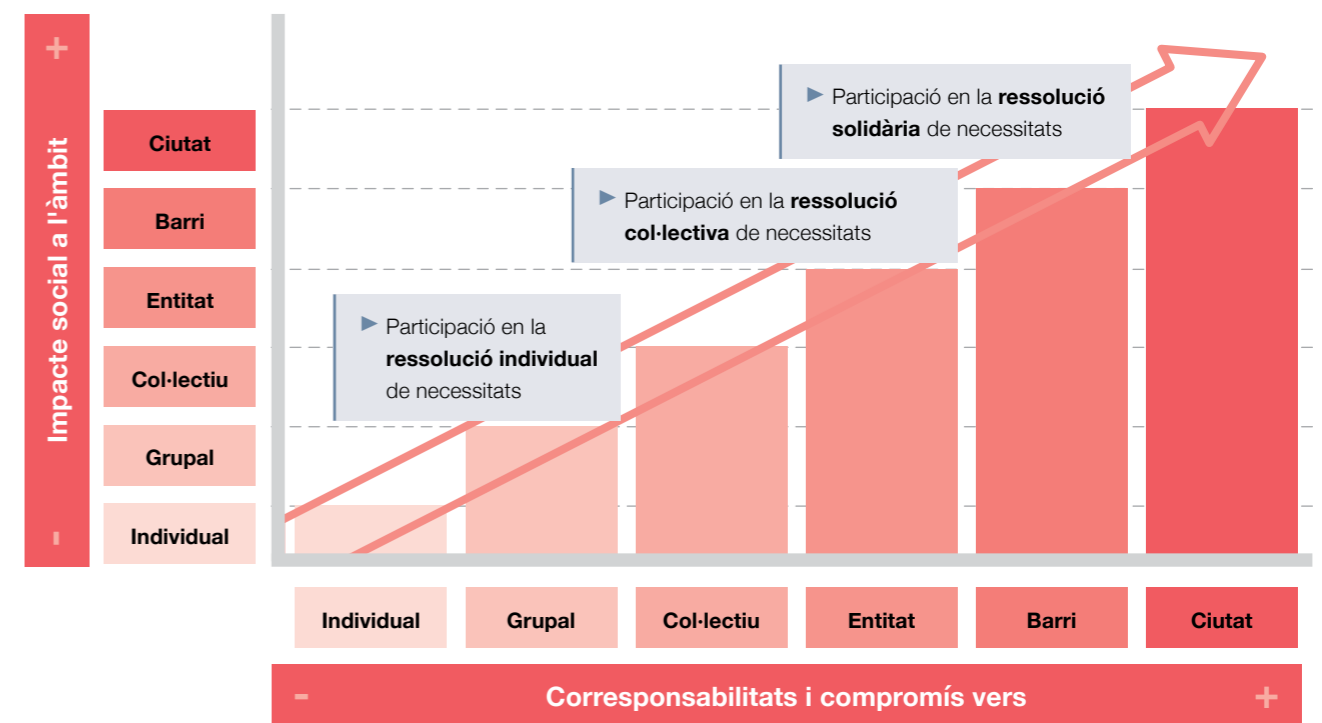 +
Impacte social a l'àmbit
-
Ciutat
Barri
Entitat
Col·lectiu
Grupal
Individual
► Participació en la ressolució
solidària de necessitats
► Participació en la ressolució
col·lectiva de necessitats
► Participació en la
ressolució individual
de necessitats
Individual
Grupal
Col·lectiu
Entitat
Barri
Ciutat
- Corresponsabilitats i compromís vers +